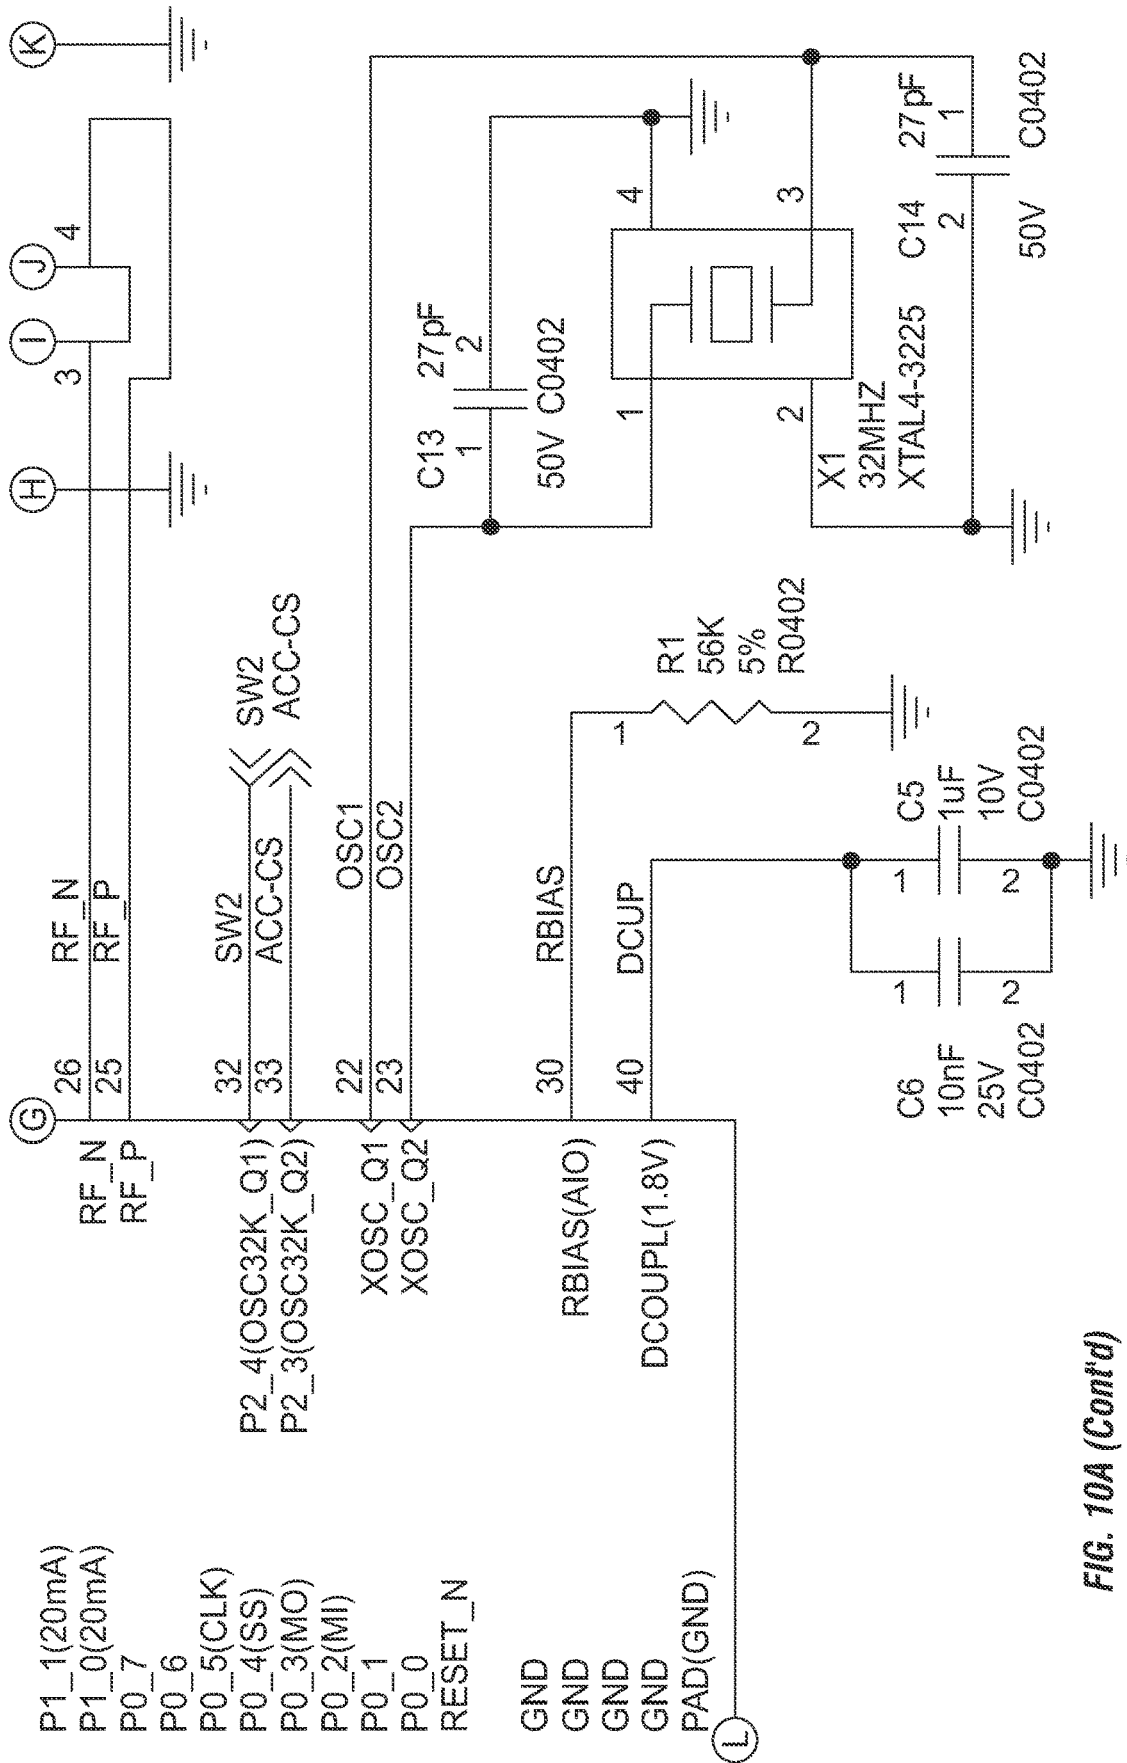 G
H
I
J
K
L
3
4
P1_1(20mA)
P1_0(20mA)
P0_7
P0_6
P0_5(CLK)
P0_4(SS)
P0_3(MO)
P0_2(MI)
P0_1
P0_0
RESET_N
GND
GND
GND
GND
PAD(GND)
RF_N
RF_P
P2_4(OSC32K_Q1)
P2_3(OSC32K_Q2)
XOSC_Q1
XOSC_Q2
RBIAS(AIO)
DCOUPL(1.8V)
26
25
32
33
22
23
30
40
RF_N
RF_P
SW2
ACC-CS
SW2
ACC-CS
OSC1
OSC2
RBIAS
DCUP
C13
27pF
1
2
50V C0402
1
4
2
3
X1
32MHZ
XTAL4-3225
C14
27pF
2
1
50V
C0402
1
2
R1
56K
5%
R0402
1
2
C6
10nF
25V
C0402
1
2
C5
1uF
10V
C0402
FIG. 10A (Cont'd)